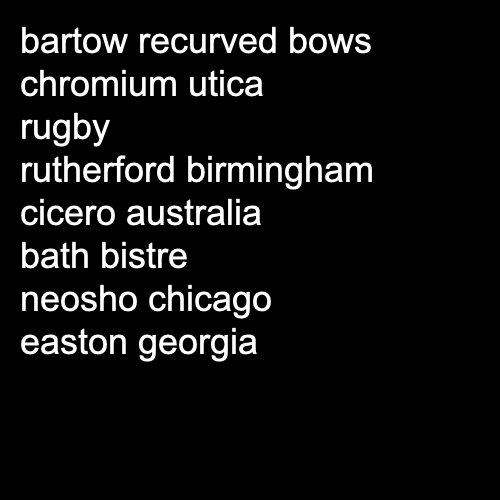 bartow recurved bows
chromium utica
rugby
rutherford birmingham
cicero australia
bath bistre
neosho chicago
easton georgia